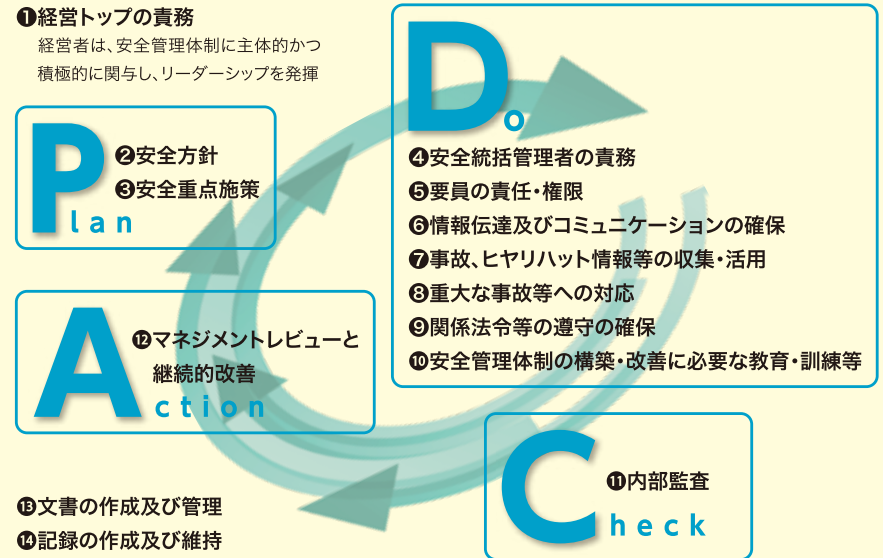 ❶経営トップの責務
経営者は、安全管理体制に主体的かつ
積極的に関与し、リーダーシップを発揮
Plan
❷安全方針
❸安全重点施策
Do
❹安全統括管理者の責務
❺要員の責任・権限
❻情報伝達及びコミュニケーションの確保
❼事故、ヒヤリハット情報等の収集・活用
❽重大な事故等への対応
❾関係法令等の遵守の確保
❿安全管理体制の構築・改善に必要な教育・訓練等
Check
⓫内部監査
Action
⓬マネジメントレビューと
継続的改善
⓭文書の作成及び管理
⓮記録の作成及び維持